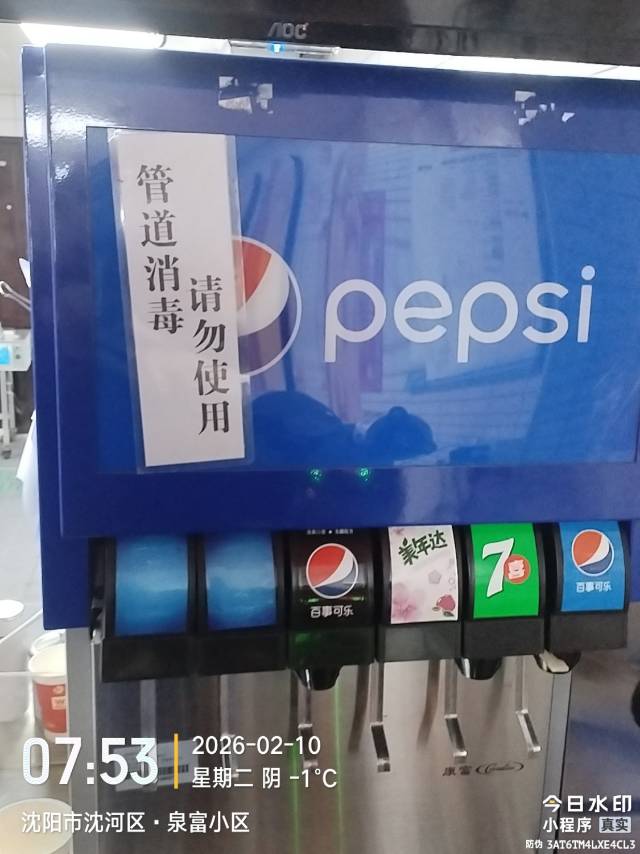 AOC
管道消毒
请勿使用
pepsi
百事可乐
美年达
7喜
百事可乐
康富
07:53
2026-02-10
星期二 阴 -1°C
沈阳市沈河区·泉富小区
今日水印
小程序 真实
防伪 3AT6TM4LXE4CL3